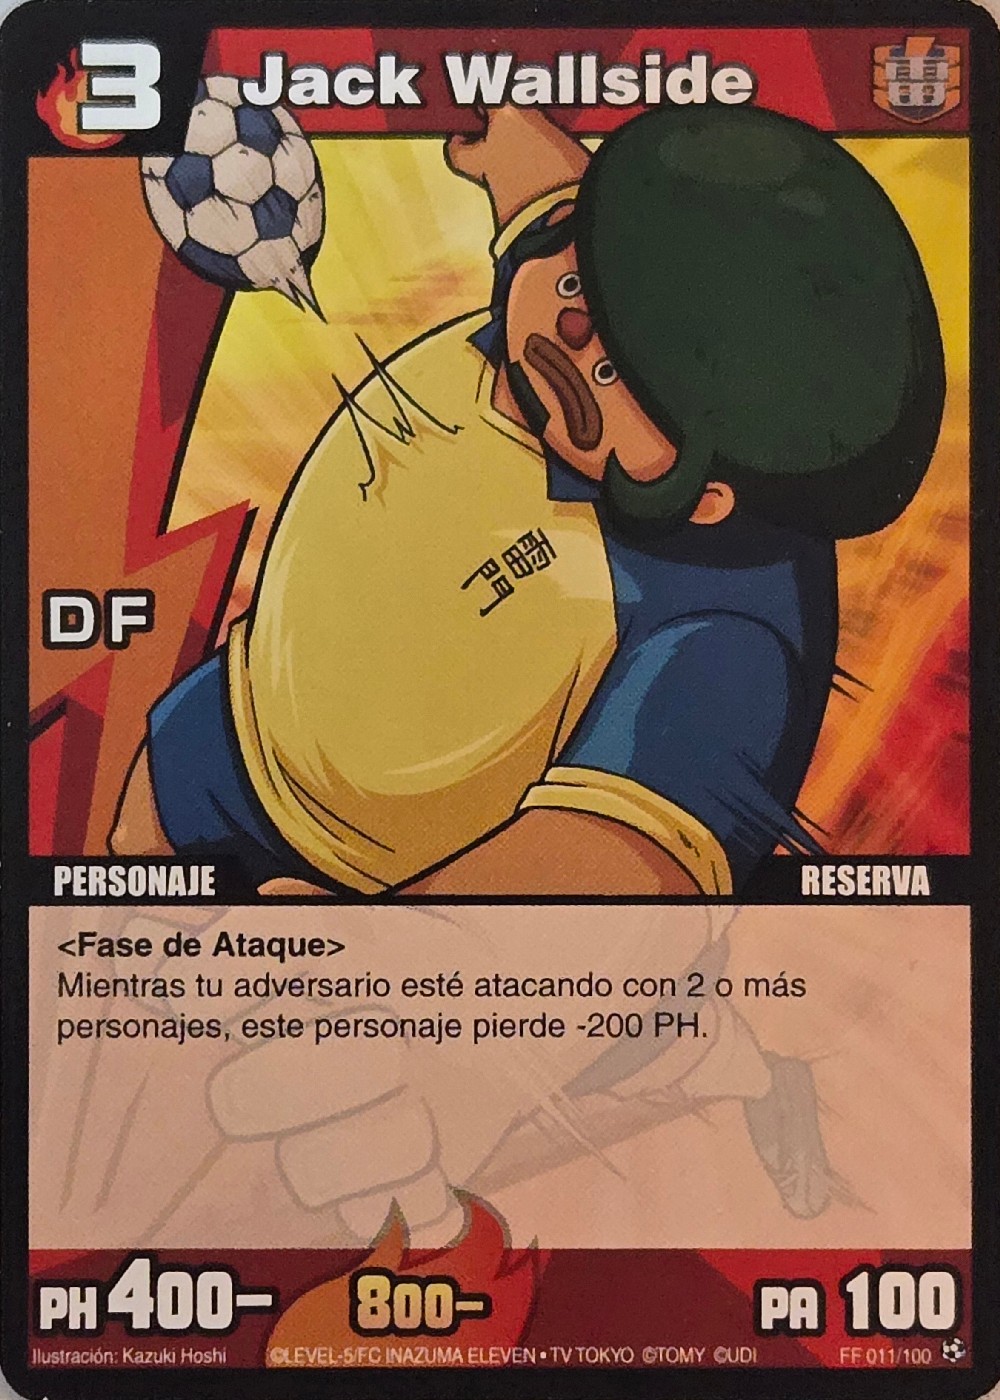 3
Jack Wallside
雷門
DF
PERSONAJE
RESERVA
<Fase de Ataque>
Mientras tu adversario esté atacando con 2 o más
personajes, este personaje pierde -200 PH.
PH 400-
800-
PA 100
Ilustración: Kazuki Hoshi
©LEVEL-5/FC INAZUMA ELEVEN • TV TOKYO ©TOMY ©UDI
FF 011/100